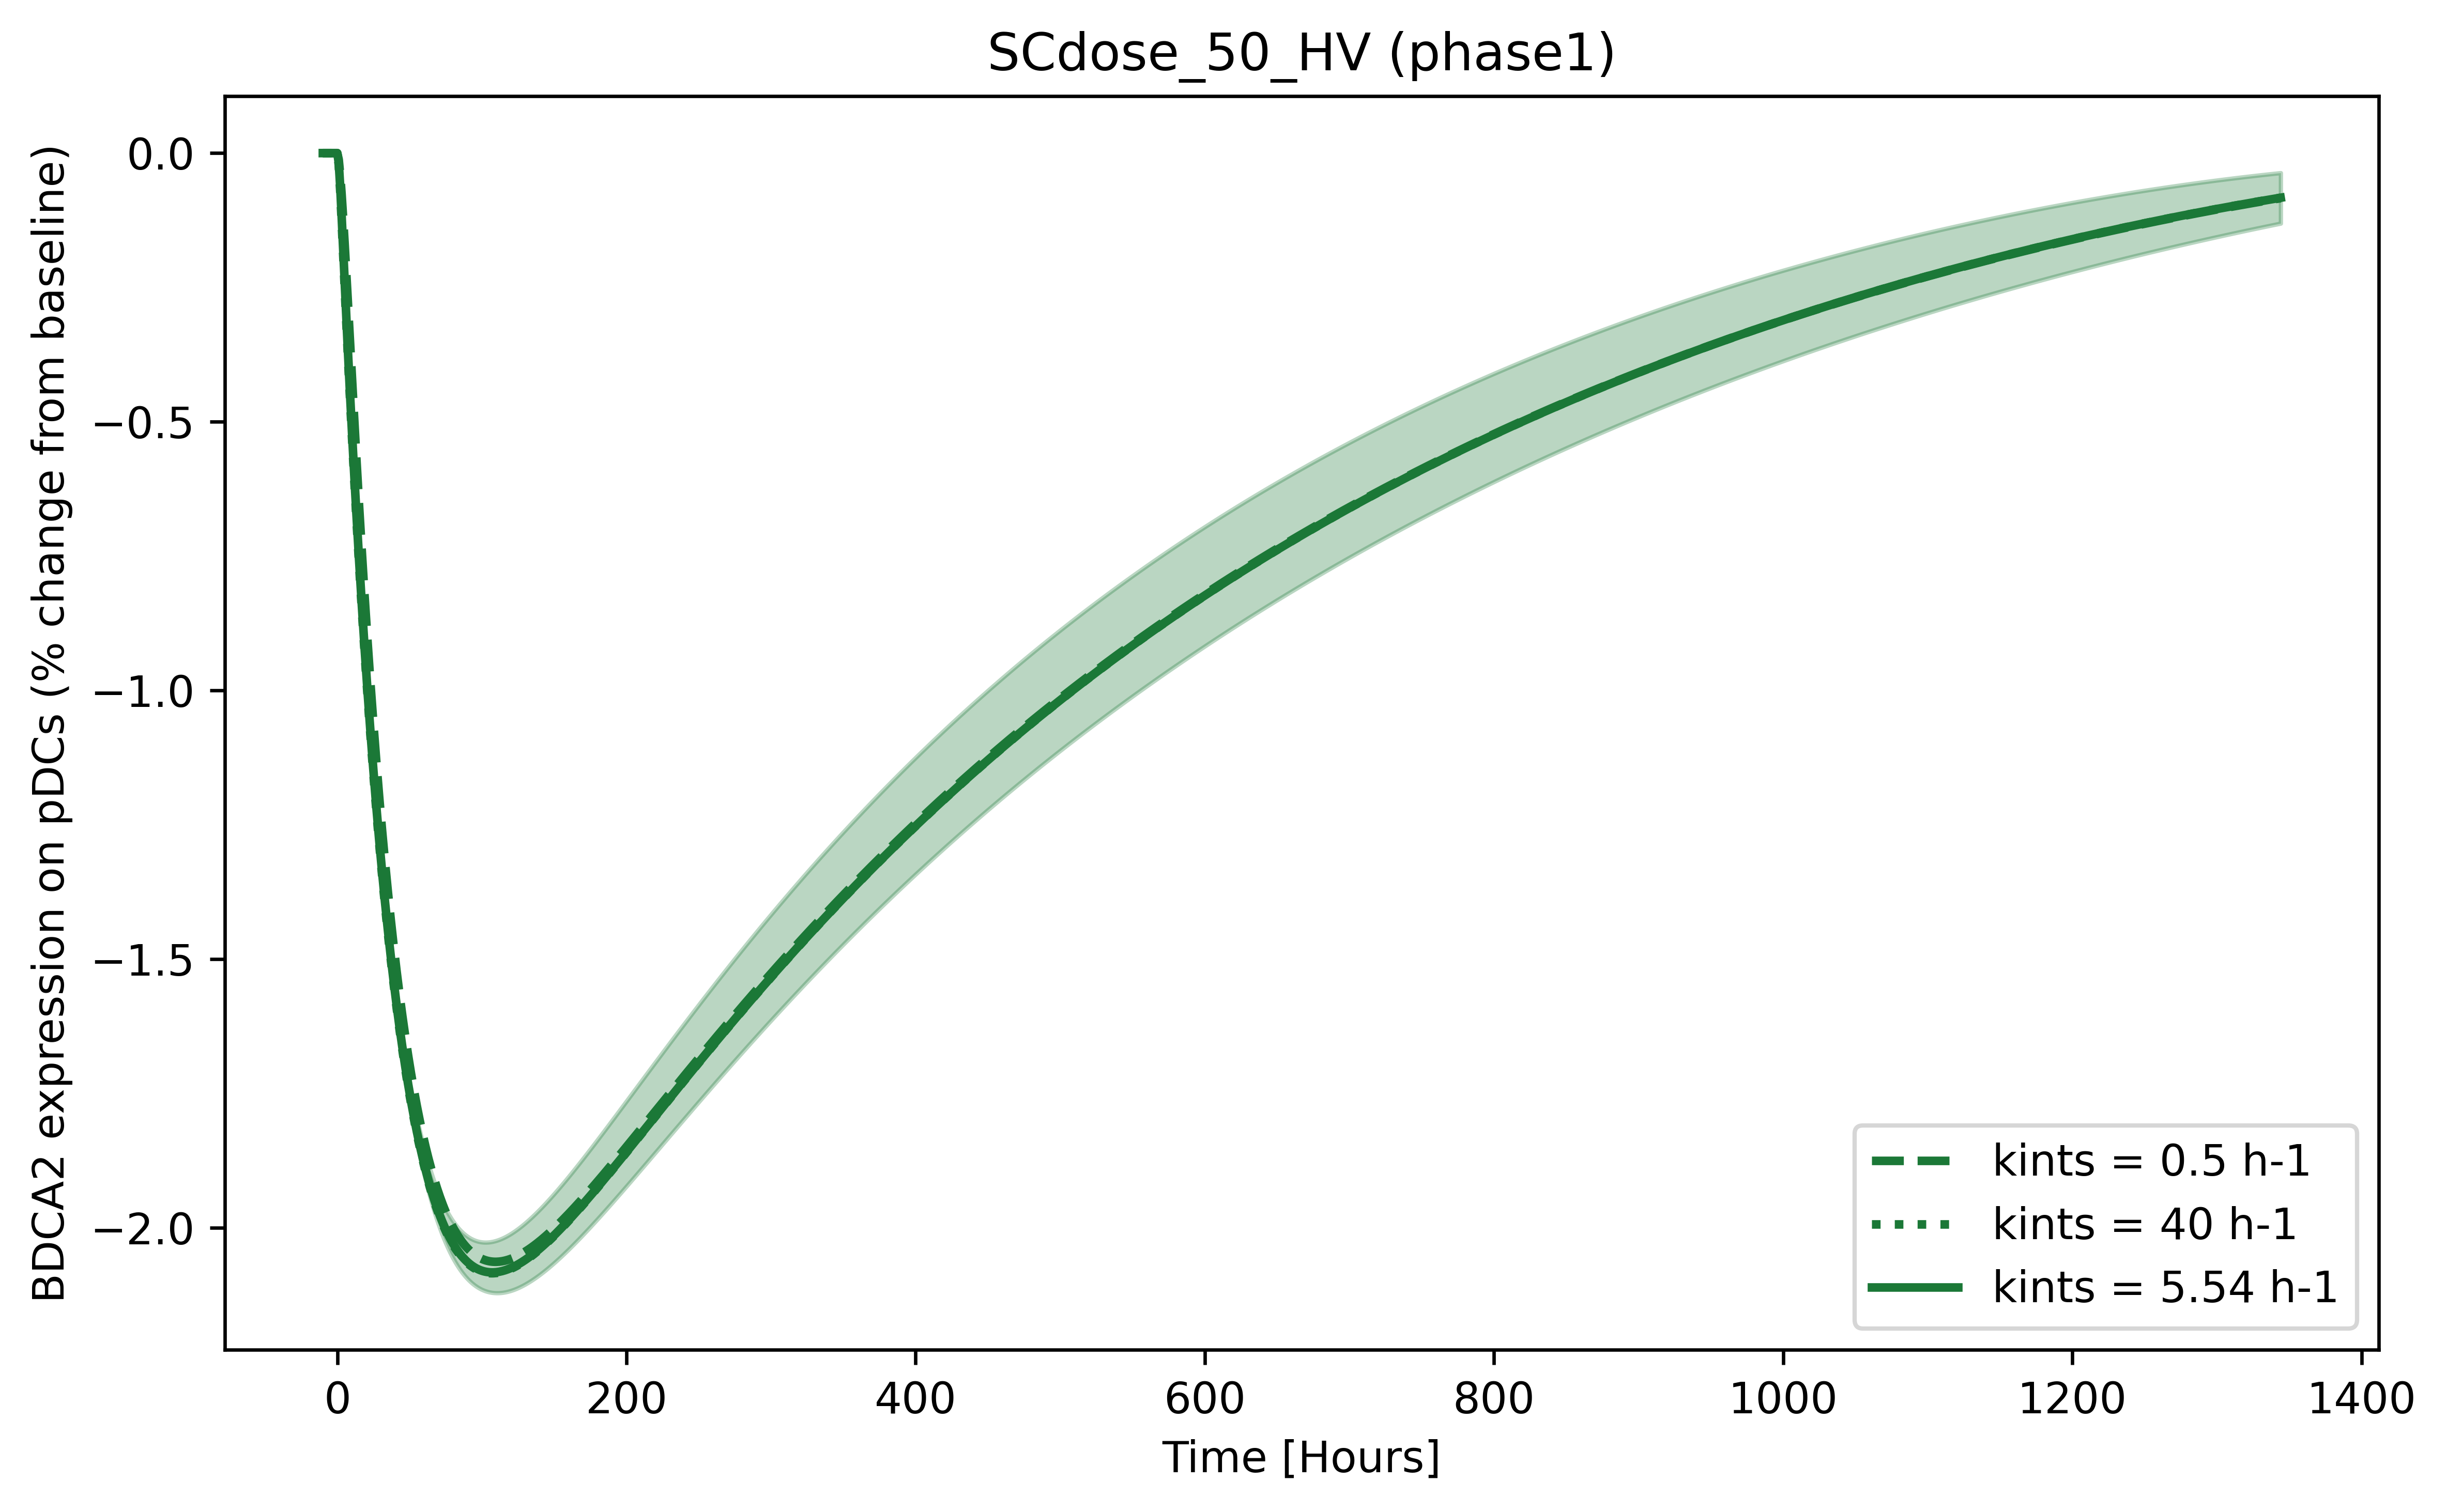 SCdose_50_HV (phase1)
BDCA2 expression on pDCs (% change from baseline)
0.0
−0.5
−1.0
−1.5
−2.0
kints = 0.5 h-1
kints = 40 h-1
kints = 5.54 h-1
0 200 400 600 800 1000 1200 1400
Time [Hours]